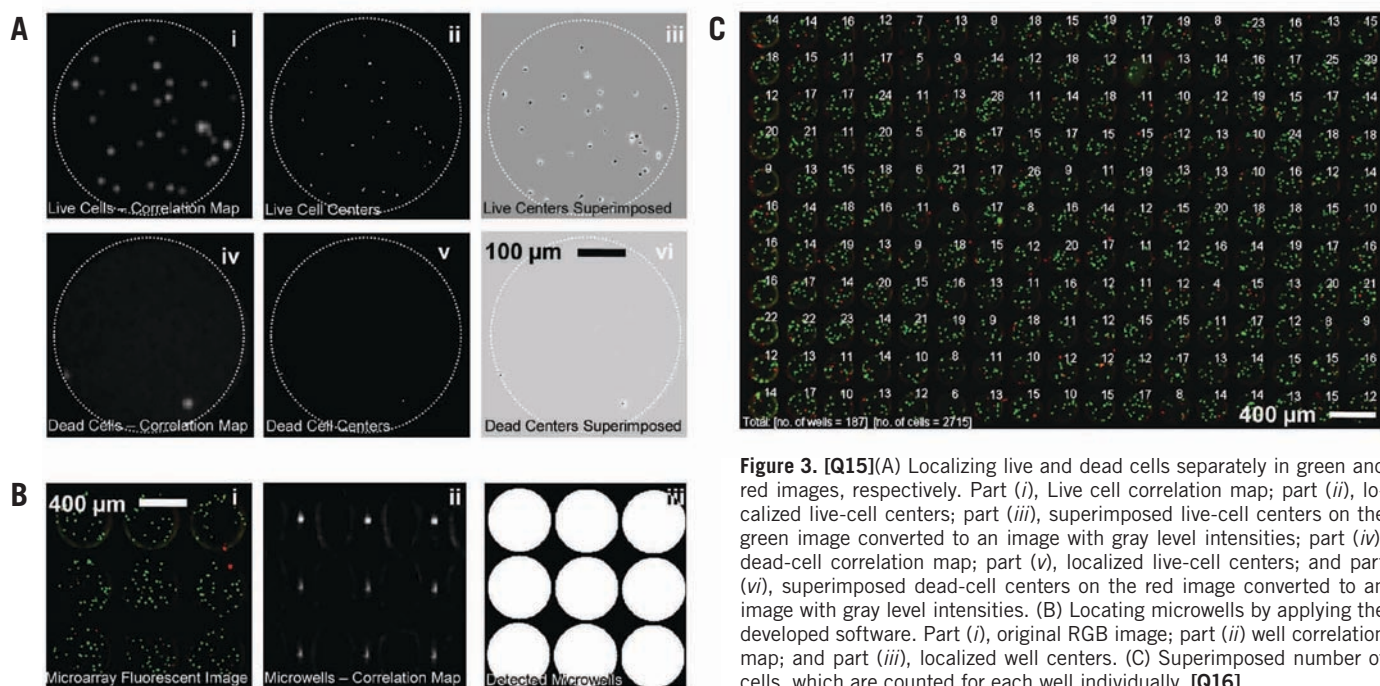 A
i
Live Cells – Correlation Map
ii
Live Cell Centers
iii
Live Centers Superimposed
iv
Dead Cells – Correlation Map
v
Dead Cell Centers
100 µm
vi
Dead Centers Superimposed
B
400 µm
i
Microarray Fluorescent Image
ii
Microwells – Correlation Map
iii
Detected Microwells
C
14 14 16 12 7 13 9 18 15 19 17 19 8 23 16 13 15
18 15 11 17 5 9 14 12 18 12 11 13 14 16 17 25 29
12 17 17 24 11 13 28 11 14 18 11 10 12 19 15 17 14
20 21 11 20 5 16 17 15 17 15 12 13 10 24 18 18
9 13 15 18 6 21 17 26 9 11 19 13 13 16 12 14
16 14 18 16 11 6 17 8 16 14 12 15 20 18 18 15 10
16 14 19 13 9 18 15 12 20 17 11 12 16 14 19 17 16
16 17 14 20 15 16 13 11 16 11 16 12 4 15 13 20 21
22 22 23 14 21 19 9 18 11 12 15 15 11 17 12 8 9
12 13 11 14 10 8 11 10 12 12 12 17 13 14 15 15 16
14 17 10 13 12 6 13 15 10 15 17 8 14 14 13 15 12
400 µm
Total: [no. of wells = 187] [no. of cells = 2715]
Figure 3. [Q15](A) Localizing live and dead cells separately in green and
red images, respectively. Part (i), Live cell correlation map; part (ii), lo-
calized live-cell centers; part (iii), superimposed live-cell centers on the
green image converted to an image with gray level intensities; part (iv)
dead-cell correlation map; part (v), localized live-cell centers; and part
(vi), superimposed dead-cell centers on the red image converted to an
image with gray level intensities. (B) Locating microwells by applying the
developed software. Part (i), original RGB image; part (ii) well correlation
map; and part (iii), localized well centers. (C) Superimposed number of
cells, which are counted for each well individually. [Q16]